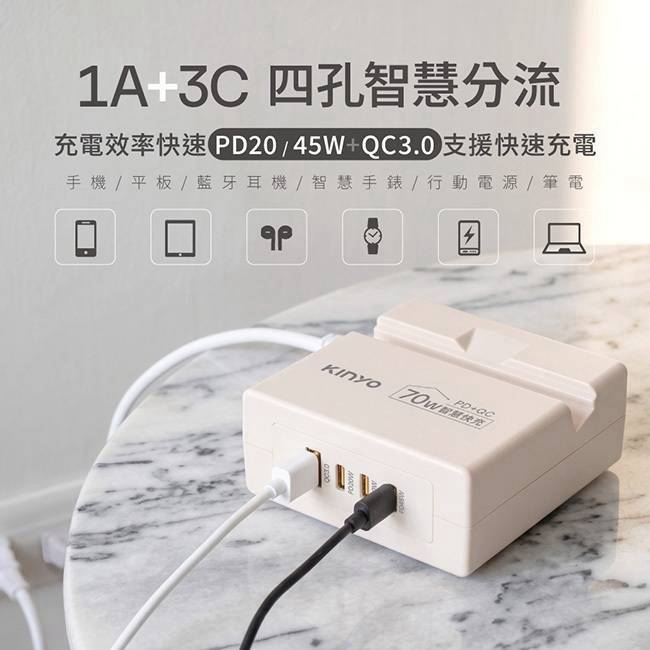 1A+3C 四孔智慧分流
充電效率快速 PD20 / 45W+QC3.0 支援快速充電
手機/平板/藍牙耳機/智慧手錶/行動電源/筆電
KINYO
70W PD+QC
智慧快充
QC3.0
PD20W
PD45W